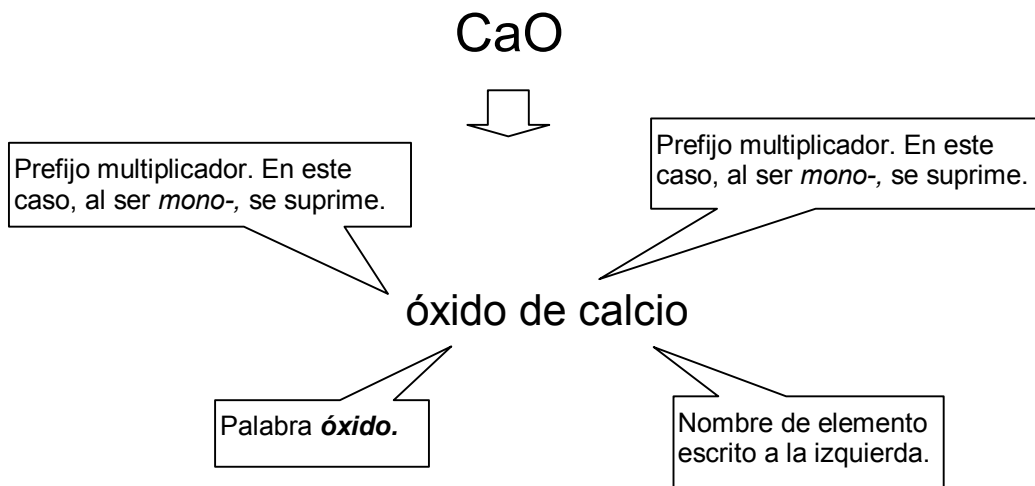 CaO
Prefijo multiplicador. En este
caso, al ser mono-, se suprime.
Prefijo multiplicador. En este
caso, al ser mono-, se suprime.
óxido de calcio
Palabra óxido.
Nombre de elemento
escrito a la izquierda.